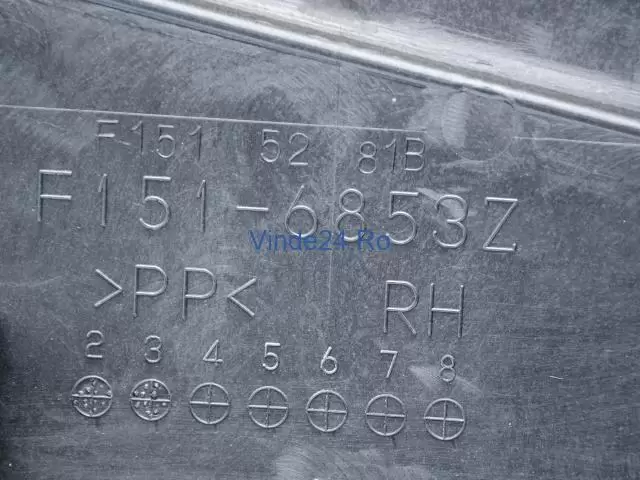 F151 52 81B
F151-6853Z
Vinde24.Ro
>PP< RH
2 3 4 5 6 7 8